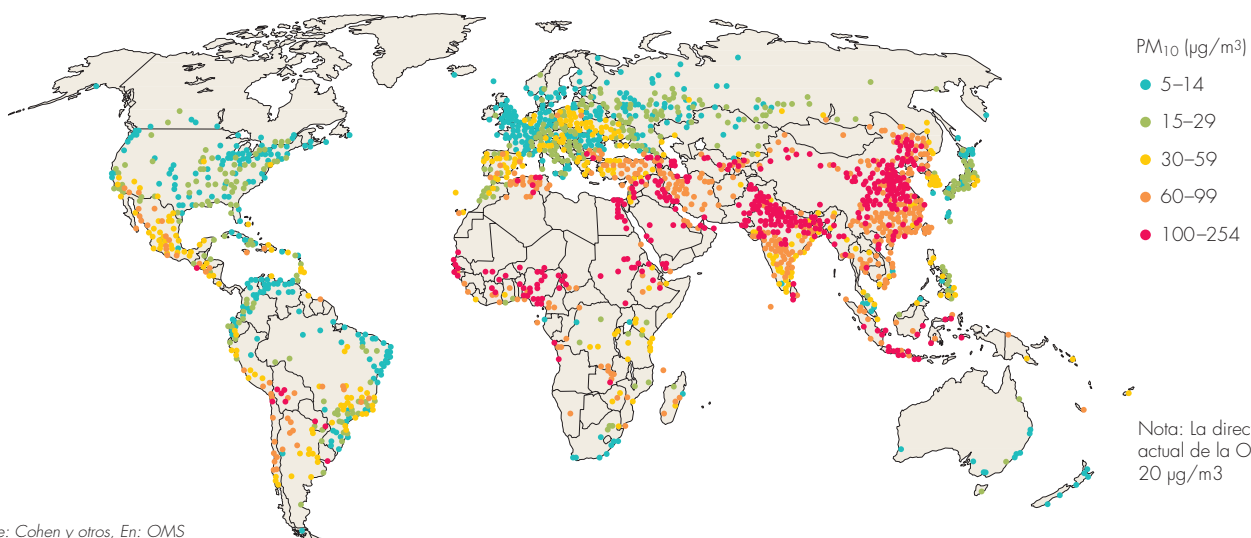 PM10 (µg/m³)
5–14
15–29
30–59
60–99
100–254
Nota: La
actual de la
20 µg/m3
Cohen y otros, En: OMS